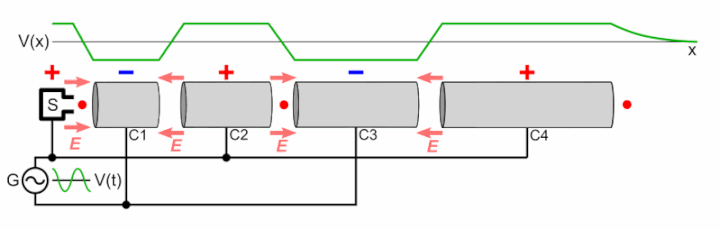 V(x)
x
+ − + − +
S
E E E E
C1 C2 C3 C4
G V(t)